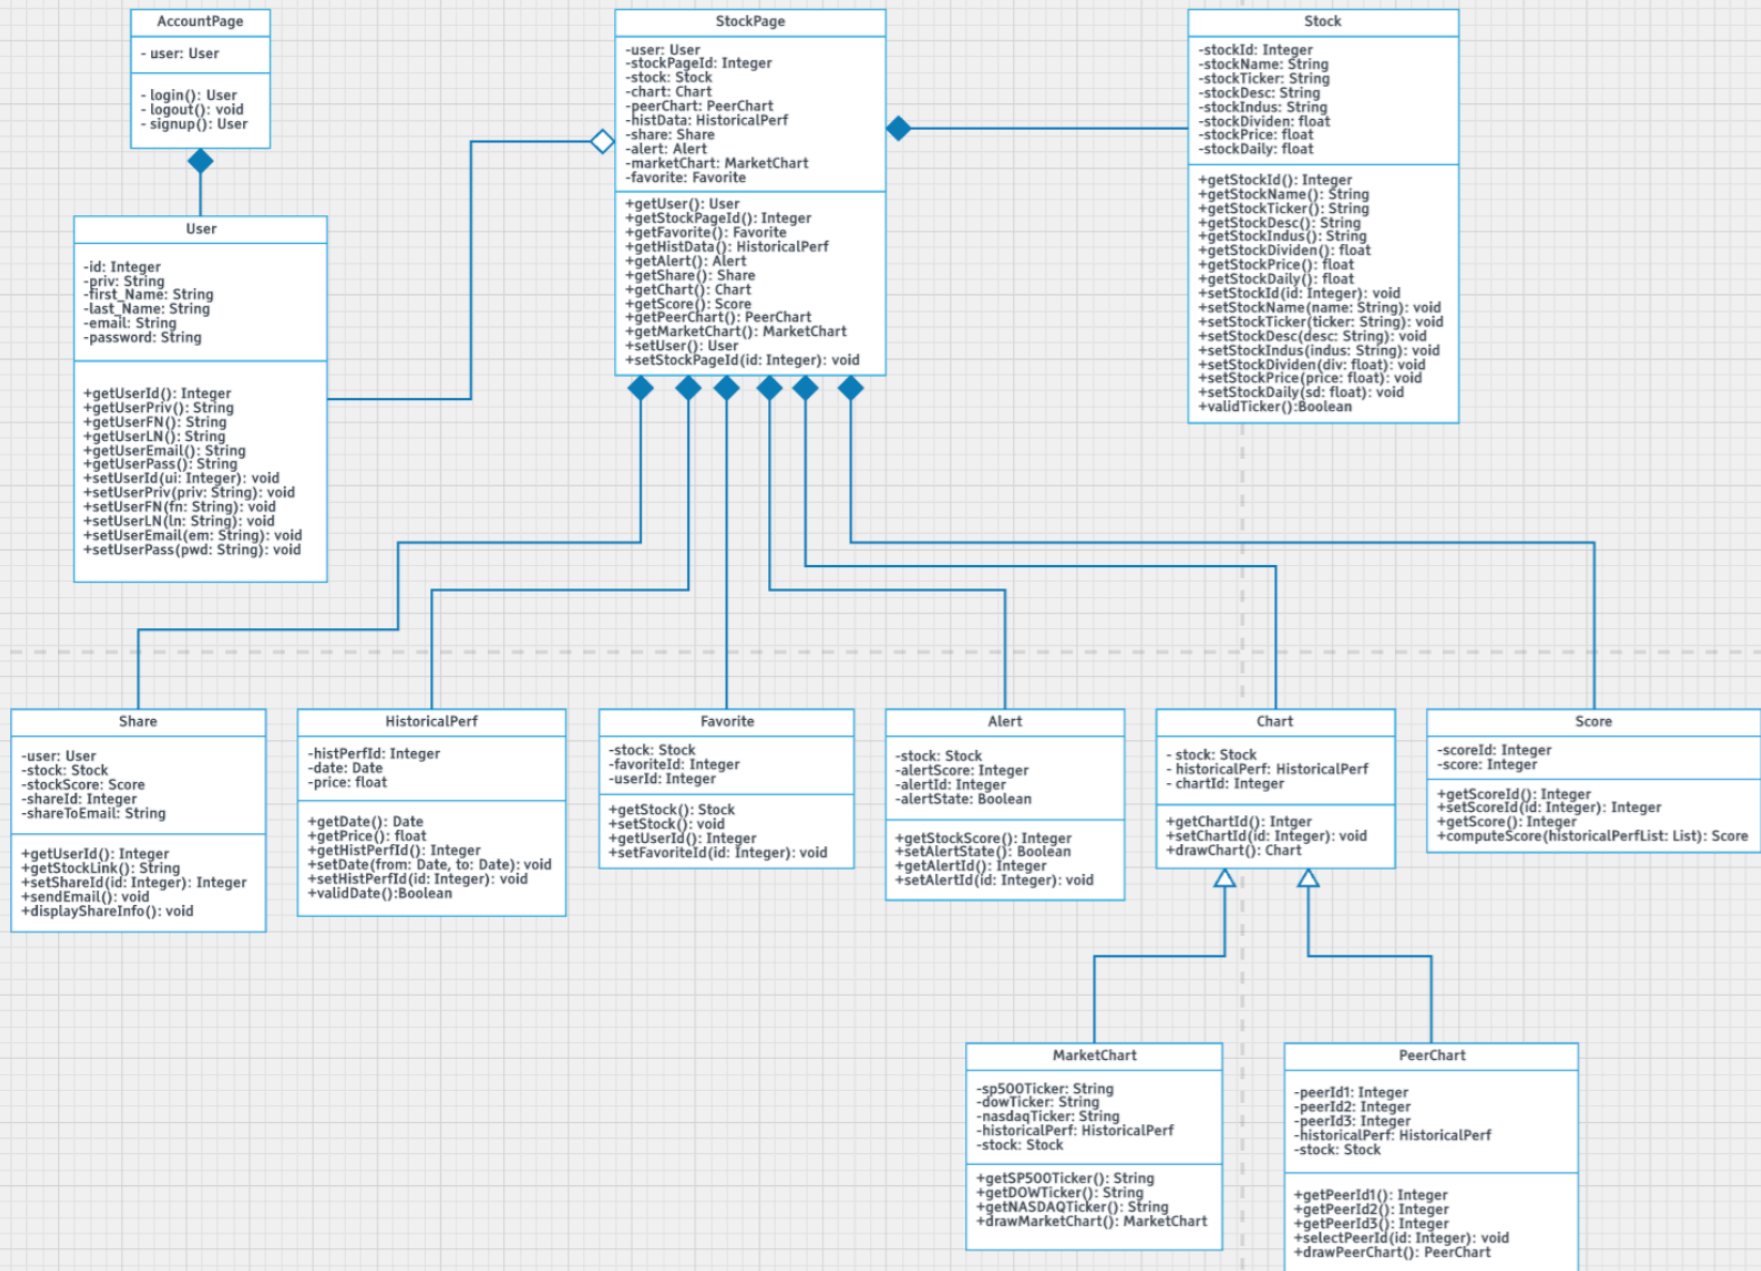 AccountPage
- user: User
- login(): User
- logout(): void
- signup(): User
StockPage
-user: User
-stockPageId: Integer
-stock: Stock
-chart: Chart
-peerChart: PeerChart
-histData: HistoricalPerf
-share: Share
-alert: Alert
-marketChart: MarketChart
-favorite: Favorite
+getUser(): User
+getStockPageId(): Integer
+getFavorite(): Favorite
+getHistData(): HistoricalPerf
+getAlert(): Alert
+getShare(): Share
+getChart(): Chart
+getScore(): Score
+getPeerChart(): PeerChart
+getMarketChart(): MarketChart
+setUser(): User
+setStockPageId(id: Integer): void
Stock
-stockId: Integer
-stockName: String
-stockTicker: String
-stockDesc: String
-stockIndus: String
-stockDividen: float
-stockPrice: float
-stockDaily: float
+getStockId(): Integer
+getStockName(): String
+getStockTicker(): String
+getStockDesc(): String
+getStockIndus(): String
+getStockDividen(): float
+getStockPrice(): float
+getStockDaily(): float
+setStockId(id: Integer): void
+setStockName(name: String): void
+setStockTicker(ticker: String): void
+setStockDesc(desc: String): void
+setStockIndus(indus: String): void
+setStockDividen(div: float): void
+setStockPrice(price: float): void
+setStockDaily(sd: float): void
+validTicker():Boolean
User
-id: Integer
-priv: String
-first_Name: String
-last_Name: String
-email: String
-password: String
+getUserId(): Integer
+getUserPriv(): String
+getUserFN(): String
+getUserLN(): String
+getUserEmail(): String
+getUserPass(): String
+setUserId(ui: Integer): void
+setUserPriv(priv: String): void
+setUserFN(fn: String): void
+setUserLN(ln: String): void
+setUserEmail(em: String): void
+setUserPass(pwd: String): void
Share
-user: User
-stock: Stock
-stockScore: Score
-shareId: Integer
-shareToEmail: String
+getUserId(): Integer
+getStockLink(): String
+setShareId(id: Integer): Integer
+sendEmail(): void
+displayShareInfo(): void
HistoricalPerf
-histPerfId: Integer
-date: Date
-price: float
+getDate(): Date
+getPrice(): float
+getHistPerfId(): Integer
+setDate(from: Date, to: Date): void
+setHistPerfId(id: Integer): void
+validDate():Boolean
Favorite
-stock: Stock
-favoriteId: Integer
-userId: Integer
+getStock(): Stock
+setStock(): void
+getUserId(): Integer
+setFavoriteId(id: Integer): void
Alert
-stock: Stock
-alertScore: Integer
-alertId: Integer
-alertState: Boolean
+getStockScore(): Integer
+setAlertState(): Boolean
+getAlertId(): Integer
+setAlertId(id: Integer): void
Chart
- stock: Stock
- historicalPerf: HistoricalPerf
- chartId: Integer
+getChartId(): Intger
+setChartId(id: Integer): void
+drawChart(): Chart
Score
-scoreId: Integer
-score: Integer
+getScoreId(): Integer
+setScoreId(id: Integer): Integer
+getScore(): Integer
+computeScore(historicalPerfList: List): Score
MarketChart
-sp500Ticker: String
-dowTicker: String
-nasdaqTicker: String
-historicalPerf: HistoricalPerf
-stock: Stock
+getSP500Ticker(): String
+getDOWTicker(): String
+getNASDAQTicker(): String
+drawMarketChart(): MarketChart
PeerChart
-peerId1: Integer
-peerId2: Integer
-peerId3: Integer
-historicalPerf: HistoricalPerf
-stock: Stock
+getPeerId1(): Integer
+getPeerId2(): Integer
+getPeerId3(): Integer
+selectPeerId(id: Integer): void
+drawPeerChart(): PeerChart